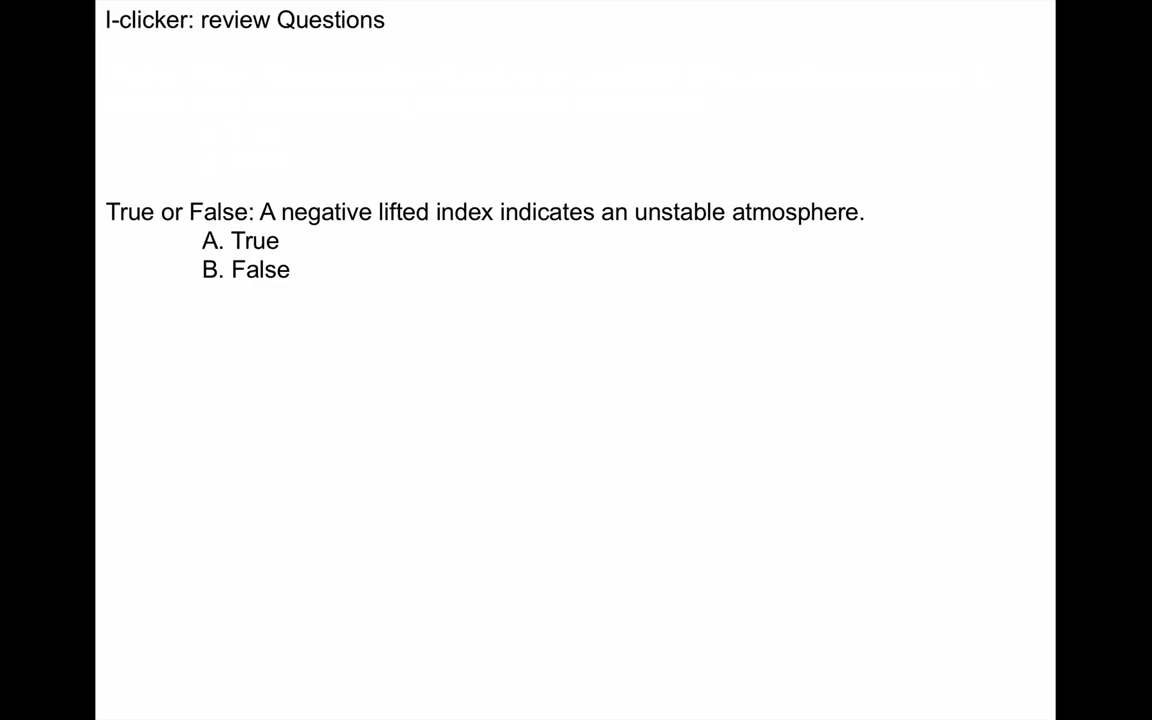 I-clicker: review Questions
True or False: A negative lifted index indicates an unstable atmosphere.
A. True
B. False